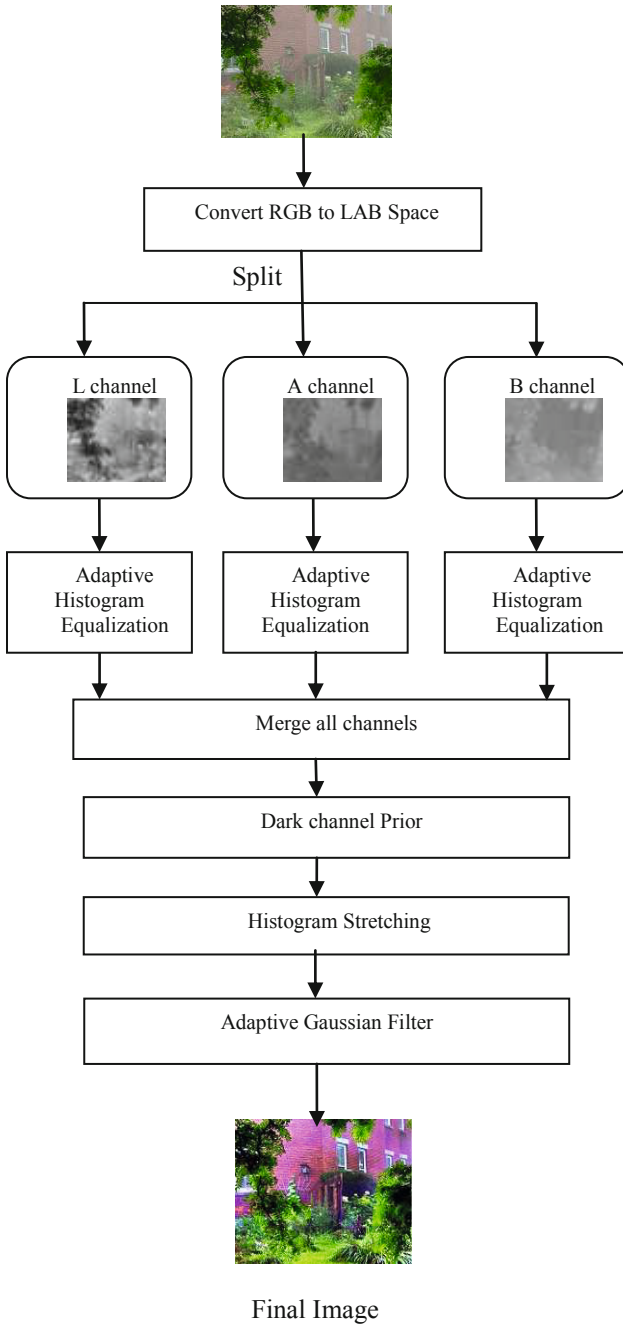 Convert RGB to LAB Space
Split
L channel
A channel
B channel
Adaptive
Histogram
Equalization
Adaptive
Histogram
Equalization
Adaptive
Histogram
Equalization
Merge all channels
Dark channel Prior
Histogram Stretching
Adaptive Gaussian Filter
Final Image